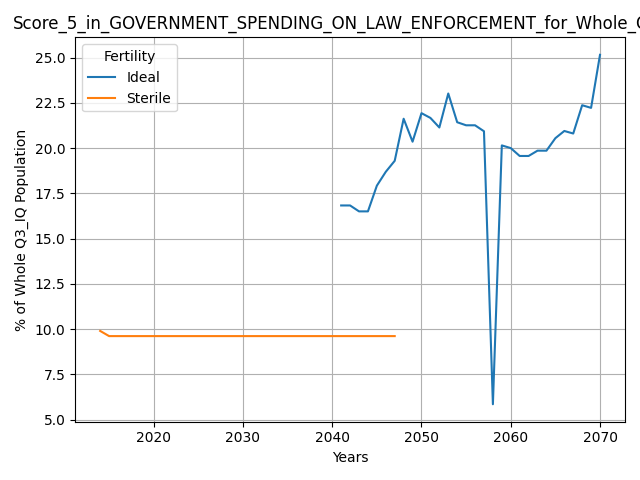 Score_5_in_GOVERNMENT_SPENDING_ON_LAW_ENFORCEMENT_for_Whole_
Fertility
Ideal
Sterile
25.0
22.5
20.0
17.5
15.0
12.5
10.0
7.5
5.0
% of Whole Q3_IQ Population
2020 2030 2040 2050 2060 2070
Years